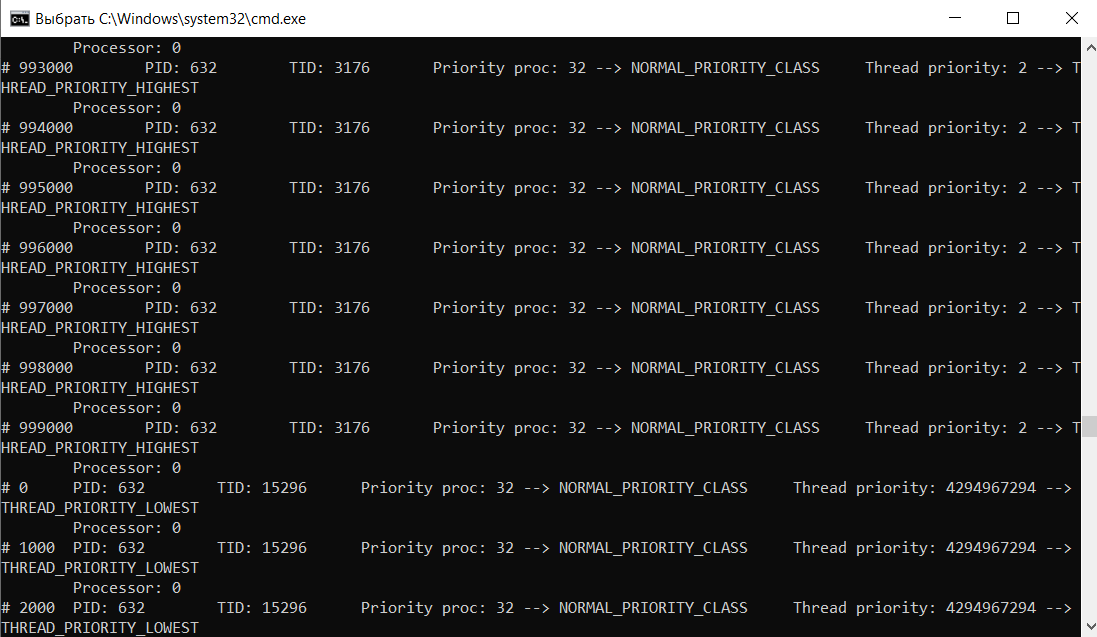 Выбрать C:\Windows\system32\cmd.exe
Processor: 0
# 993000 PID: 632 TID: 3176 Priority proc: 32 --> NORMAL_PRIORITY_CLASS Thread priority: 2 --> T
HREAD_PRIORITY_HIGHEST
Processor: 0
# 994000 PID: 632 TID: 3176 Priority proc: 32 --> NORMAL_PRIORITY_CLASS Thread priority: 2 --> T
HREAD_PRIORITY_HIGHEST
Processor: 0
# 995000 PID: 632 TID: 3176 Priority proc: 32 --> NORMAL_PRIORITY_CLASS Thread priority: 2 --> T
HREAD_PRIORITY_HIGHEST
Processor: 0
# 996000 PID: 632 TID: 3176 Priority proc: 32 --> NORMAL_PRIORITY_CLASS Thread priority: 2 --> T
HREAD_PRIORITY_HIGHEST
Processor: 0
# 997000 PID: 632 TID: 3176 Priority proc: 32 --> NORMAL_PRIORITY_CLASS Thread priority: 2 --> T
HREAD_PRIORITY_HIGHEST
Processor: 0
# 998000 PID: 632 TID: 3176 Priority proc: 32 --> NORMAL_PRIORITY_CLASS Thread priority: 2 --> T
HREAD_PRIORITY_HIGHEST
Processor: 0
# 999000 PID: 632 TID: 3176 Priority proc: 32 --> NORMAL_PRIORITY_CLASS Thread priority: 2 --> T
HREAD_PRIORITY_HIGHEST
Processor: 0
# 0 PID: 632 TID: 15296 Priority proc: 32 --> NORMAL_PRIORITY_CLASS Thread priority: 4294967294 -->
THREAD_PRIORITY_LOWEST
Processor: 0
# 1000 PID: 632 TID: 15296 Priority proc: 32 --> NORMAL_PRIORITY_CLASS Thread priority: 4294967294 -->
THREAD_PRIORITY_LOWEST
Processor: 0
# 2000 PID: 632 TID: 15296 Priority proc: 32 --> NORMAL_PRIORITY_CLASS Thread priority: 4294967294 -->
THREAD_PRIORITY_LOWEST